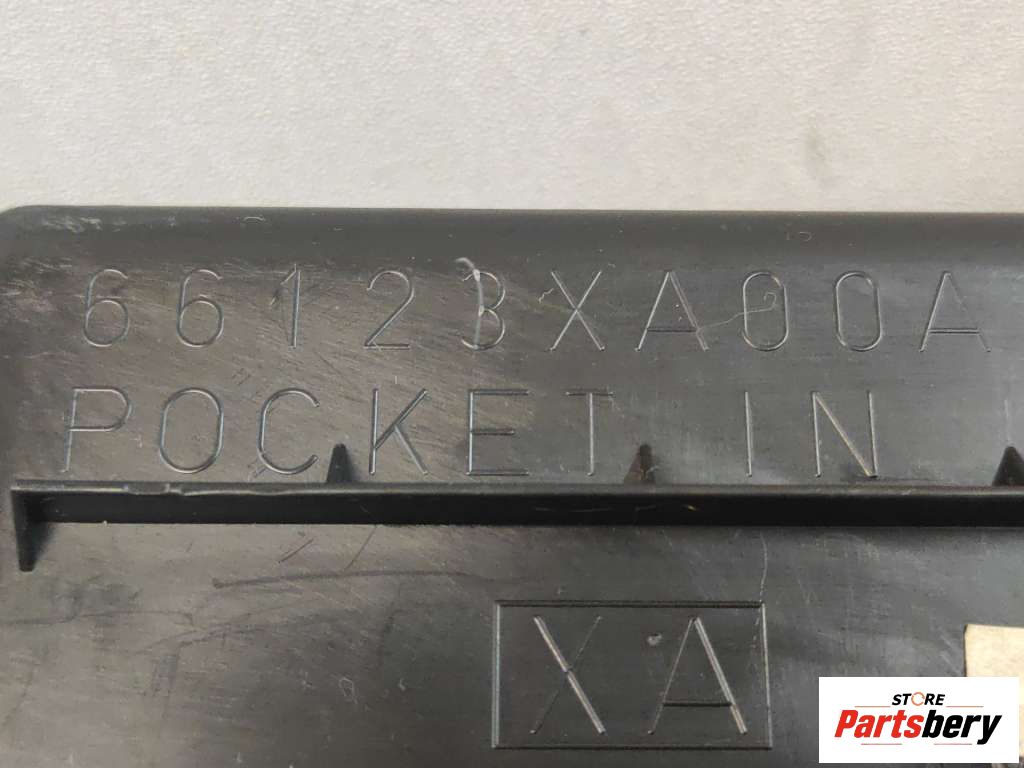 66123XA00A
POCKET IN
XA
STORE
Partsbery